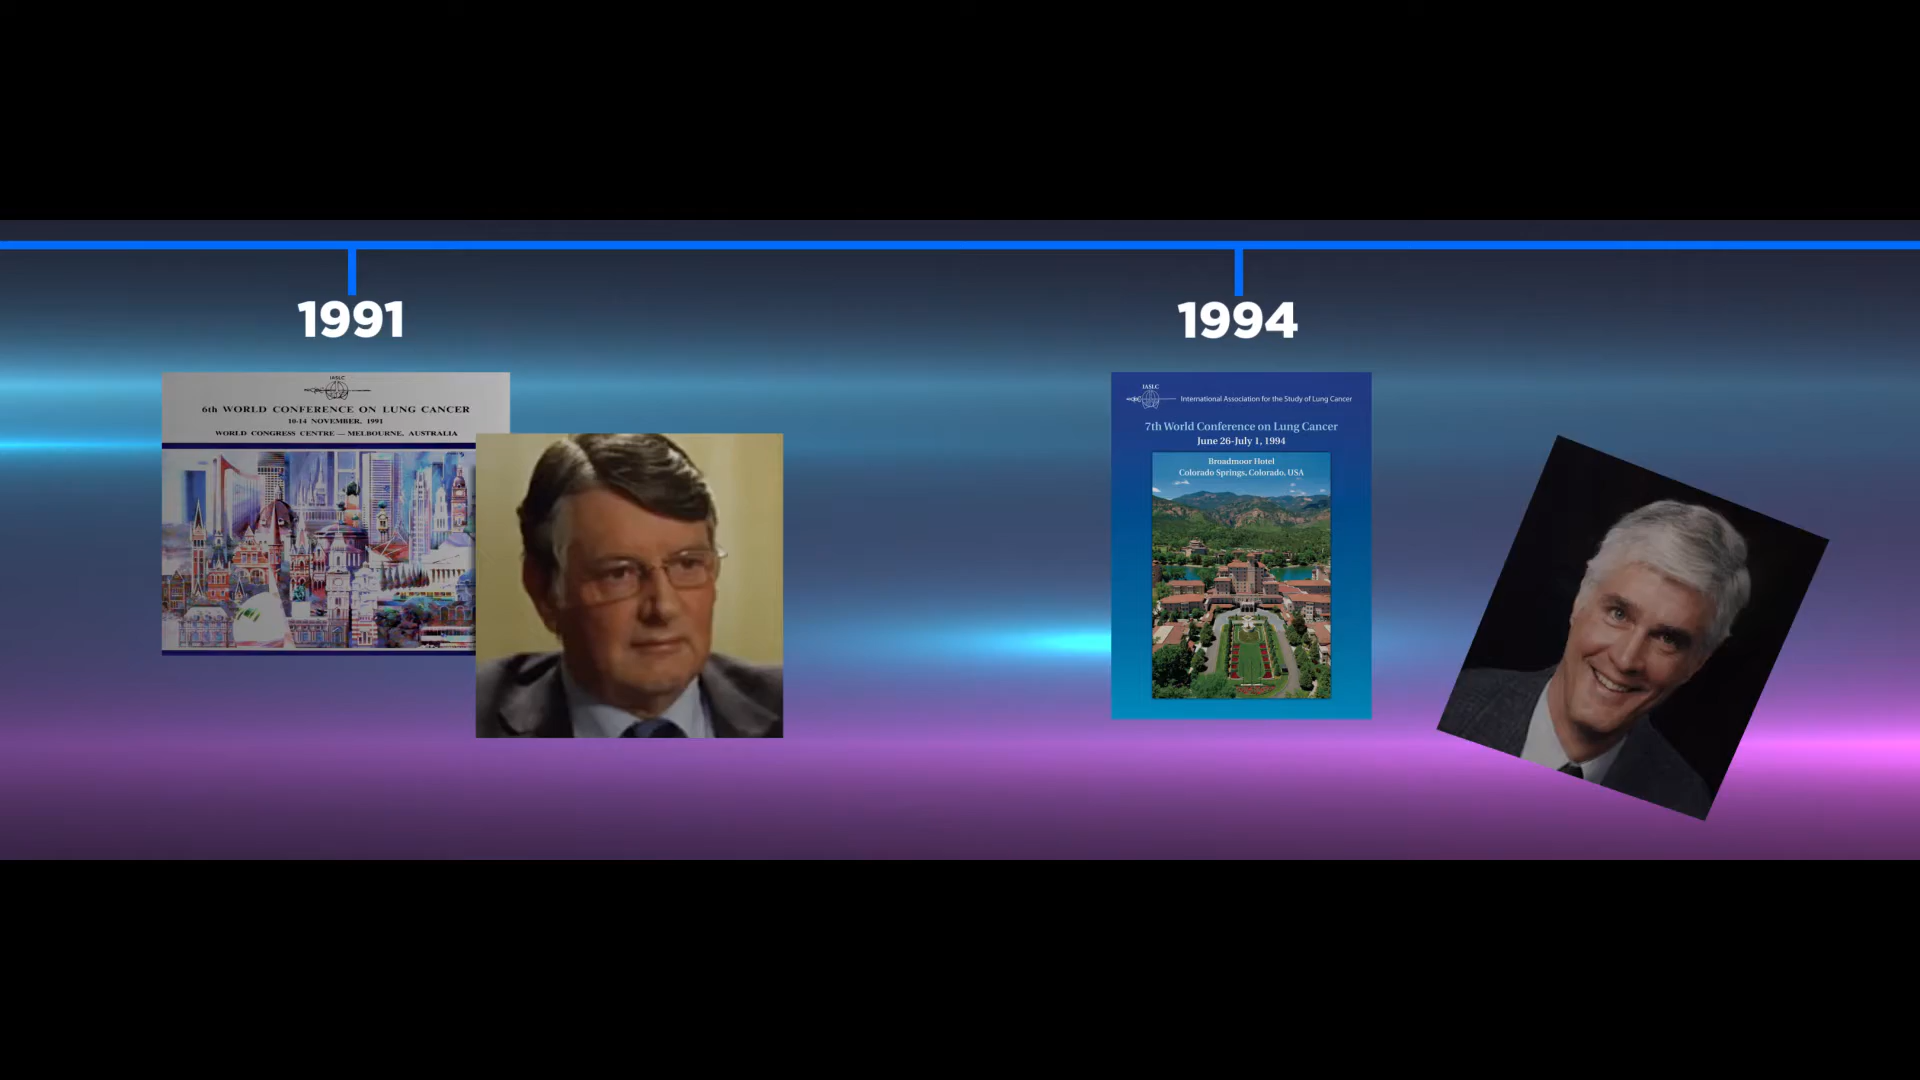 1991
IASLC
6th WORLD CONFERENCE ON LUNG CANCER
10-14 NOVEMBER, 1991
WORLD CONGRESS CENTRE — MELBOURNE, AUSTRALIA
1994
IASLC
International Association for the Study of Lung Cancer
7th World Conference on Lung Cancer
June 26-July 1, 1994
Broadmoor Hotel
Colorado Springs, Colorado, USA